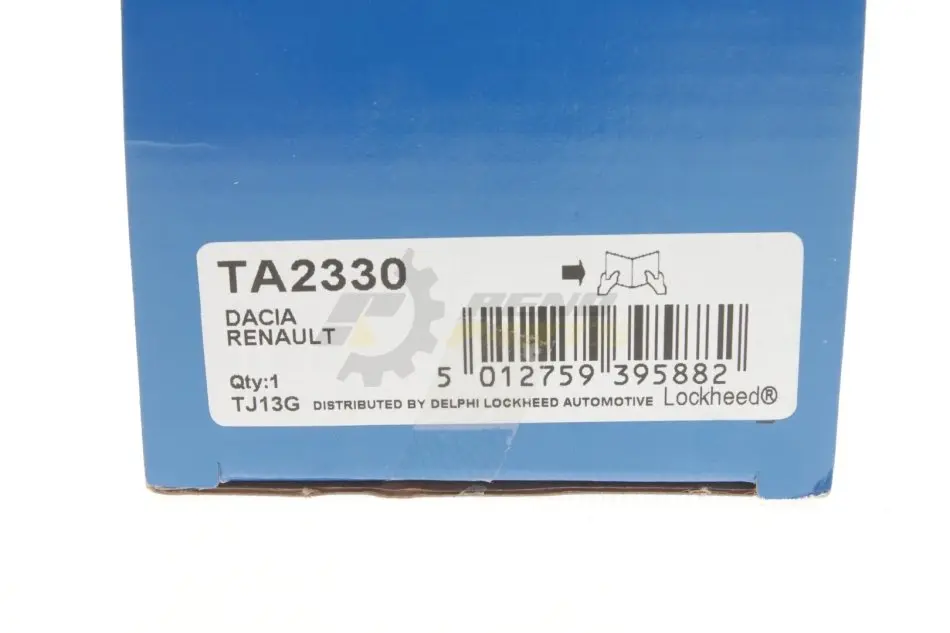 TA2330
DACIA
RENAULT
5 012759 395882
Qty:1
TJ13G DISTRIBUTED BY DELPHI LOCKHEED AUTOMOTIVE Lockheed®